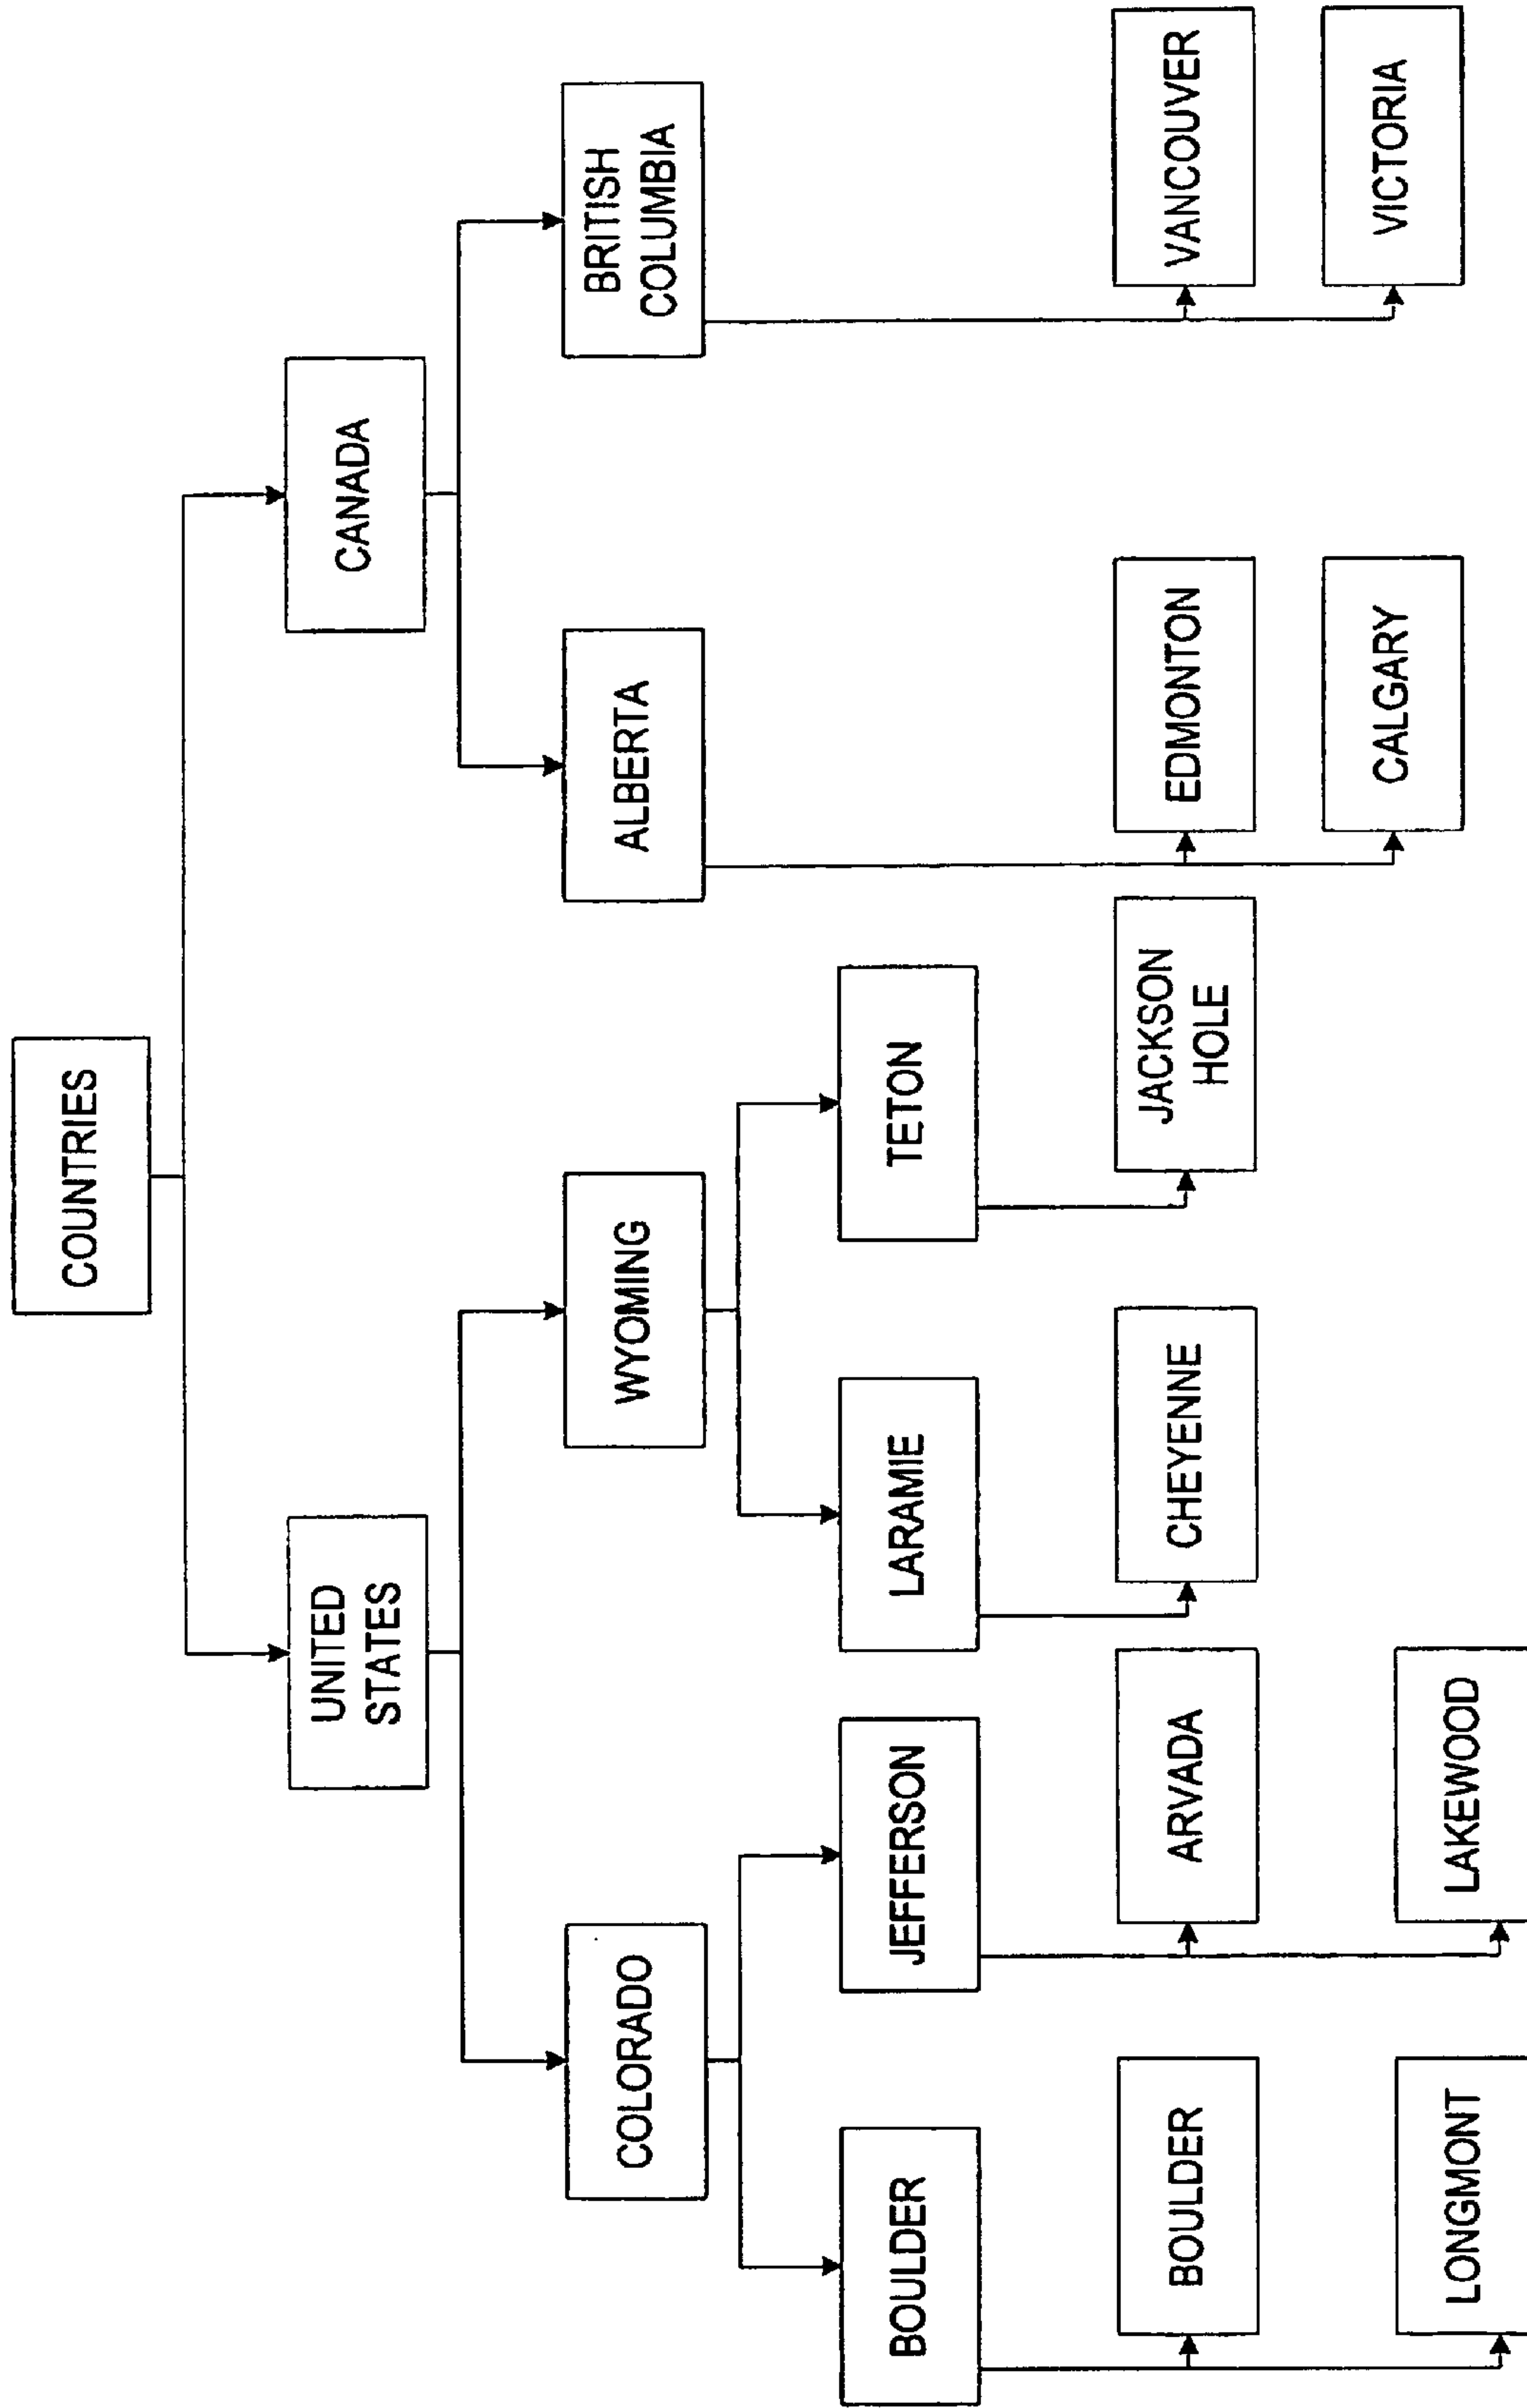 COUNTRIES
UNITED
STATES
CANADA
COLORADO
WYOMING
ALBERTA
BRITISH
COLUMBIA
BOULDER
JEFFERSON
LARAMIE
TETON
BOULDER
ARVADA
CHEYENNE
JACKSON
HOLE
EDMONTON
VANCOUVER
CALGARY
VICTORIA
LONGMONT
LAKEWOOD